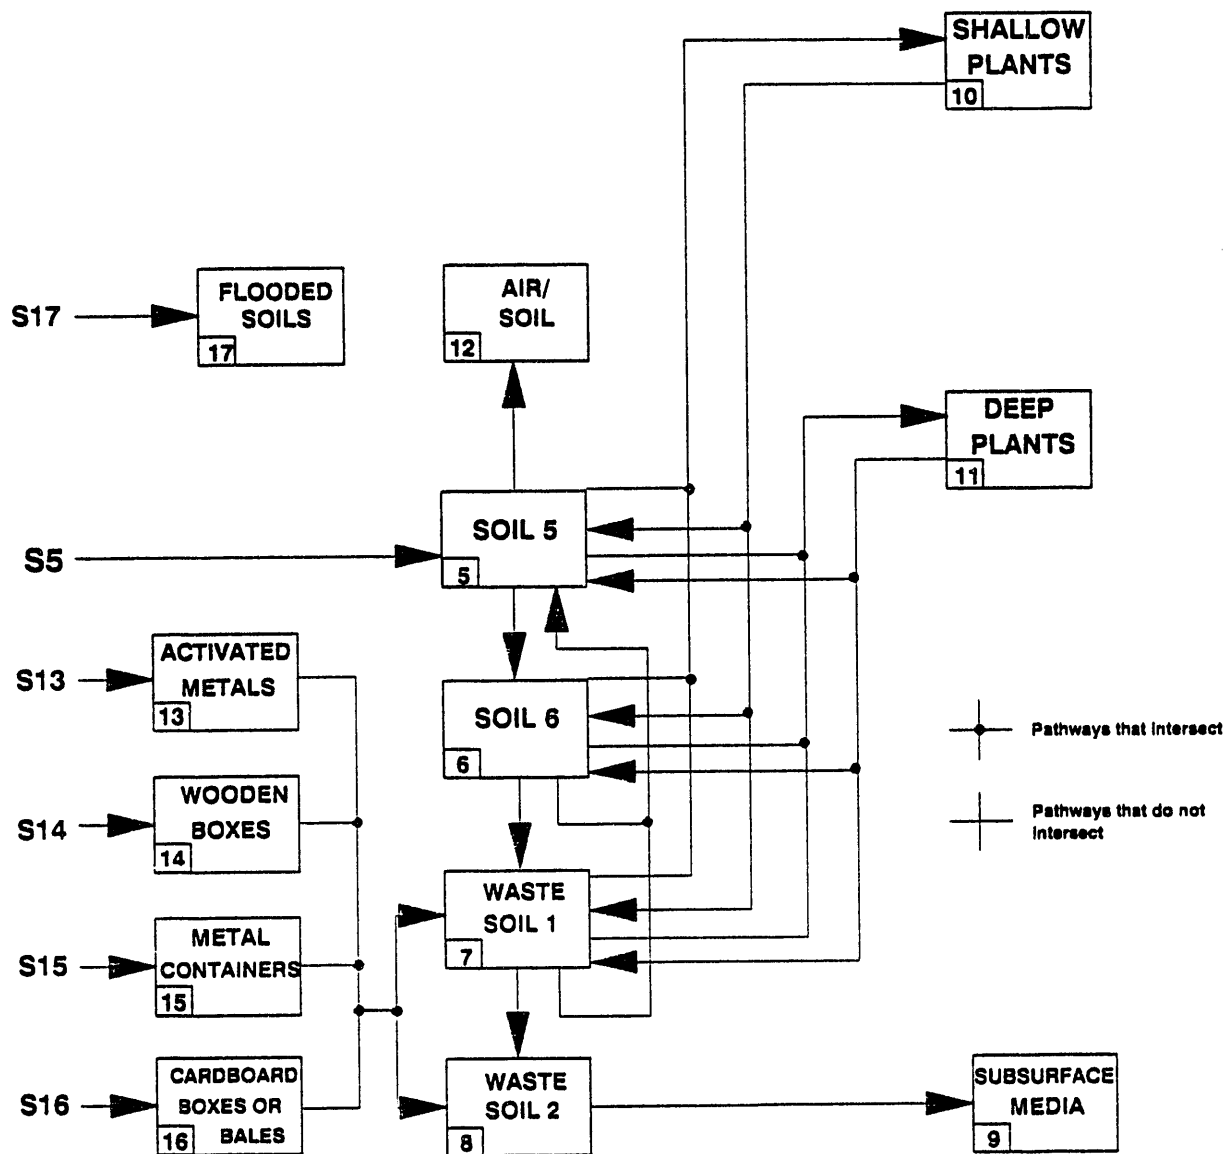 SHALLOW
PLANTS
10
FLOODED
SOILS
17
S17
AIR/
SOIL
12
DEEP
PLANTS
11
SOIL 5
5
S5
ACTIVATED
METALS
13
S13
SOIL 6
6
Pathways that intersect
Pathways that do not
intersect
WOODEN
BOXES
14
S14
WASTE
SOIL 1
7
METAL
CONTAINERS
15
S15
CARDBOARD
BOXES OR
BALES
16
S16
WASTE
SOIL 2
8
SUBSURFACE
MEDIA
9